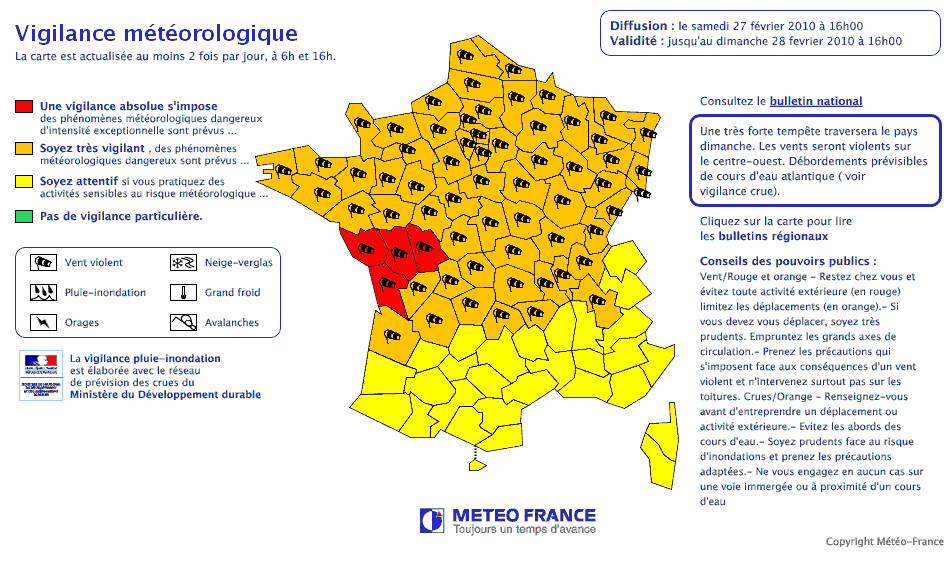 Vigilance météorologique
La carte est actualisée au moins 2 fois par jour, à 6h et 16h.
Diffusion : le samedi 27 février 2010 à 16h00
Validité : jusqu'au dimanche 28 fevrier 2010 à 16h00
Une vigilance absolue s'impose
des phénomènes météorologiques dangereux
d'intensité exceptionnelle sont prévus ...
Soyez très vigilant , des phénomènes
météorologiques dangereux sont prévus ...
Soyez attentif si vous pratiquez des
activités sensibles au risque météorologique ...
Pas de vigilance particulière.
Vent violent
Neige-verglas
Pluie-inondation
Grand froid
Orages
Avalanches
La vigilance pluie-inondation
est élaborée avec le réseau
de prévision des crues du
Ministère du Développement durable
Consultez le bulletin national
Une très forte tempête traversera le pays
dimanche. Les vents seront violents sur
le centre-ouest. Débordements prévisibles
de cours d'eau atlantique ( voir
vigilance crue).
Cliquez sur la carte pour lire
les bulletins régionaux
Conseils des pouvoirs publics :
Vent/Rouge et orange - Restez chez vous et
évitez toute activité extérieure (en rouge)
limitez les déplacements (en orange).- Si
vous devez vous déplacer, soyez très
prudents. Empruntez les grands axes de
circulation.- Prenez les précautions qui
s'imposent face aux conséquences d'un vent
violent et n'intervenez surtout pas sur les
toitures. Crues/Orange - Renseignez-vous
avant d'entreprendre un déplacement ou
activité extérieure.- Evitez les abords des
cours d'eau.- Soyez prudents face au risque
d'inondations et prenez les précautions
adaptées.- Ne vous engagez en aucun cas sur
une voie immergée ou à proximité d'un cours
d'eau
METEO FRANCE
Toujours un temps d'avance
Copyright Météo-France